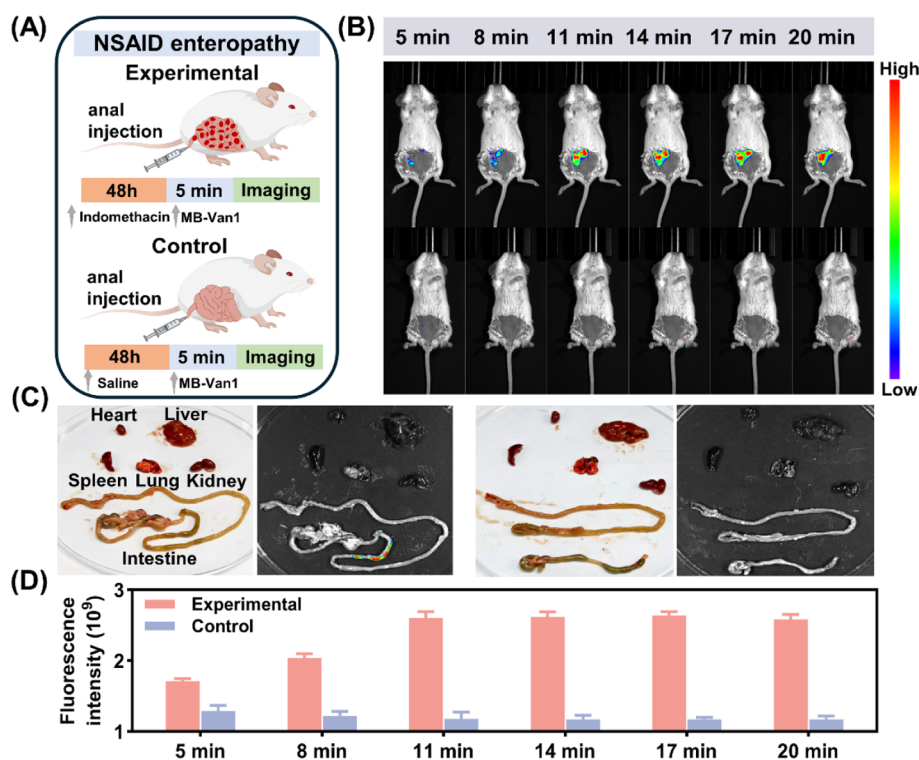 (A)
NSAID enteropathy
Experimental
anal
injection
48h 5 min Imaging
Indomethacin MB-Van1
Control
anal
injection
48h 5 min Imaging
Saline MB-Van1
(B)
5 min 8 min 11 min 14 min 17 min 20 min
High
Low
(C)
Heart Liver
Spleen Lung Kidney
Intestine
(D)
Fluorescence
intensity (10⁹)
3
2
1
Experimental
Control
5 min 8 min 11 min 14 min 17 min 20 min